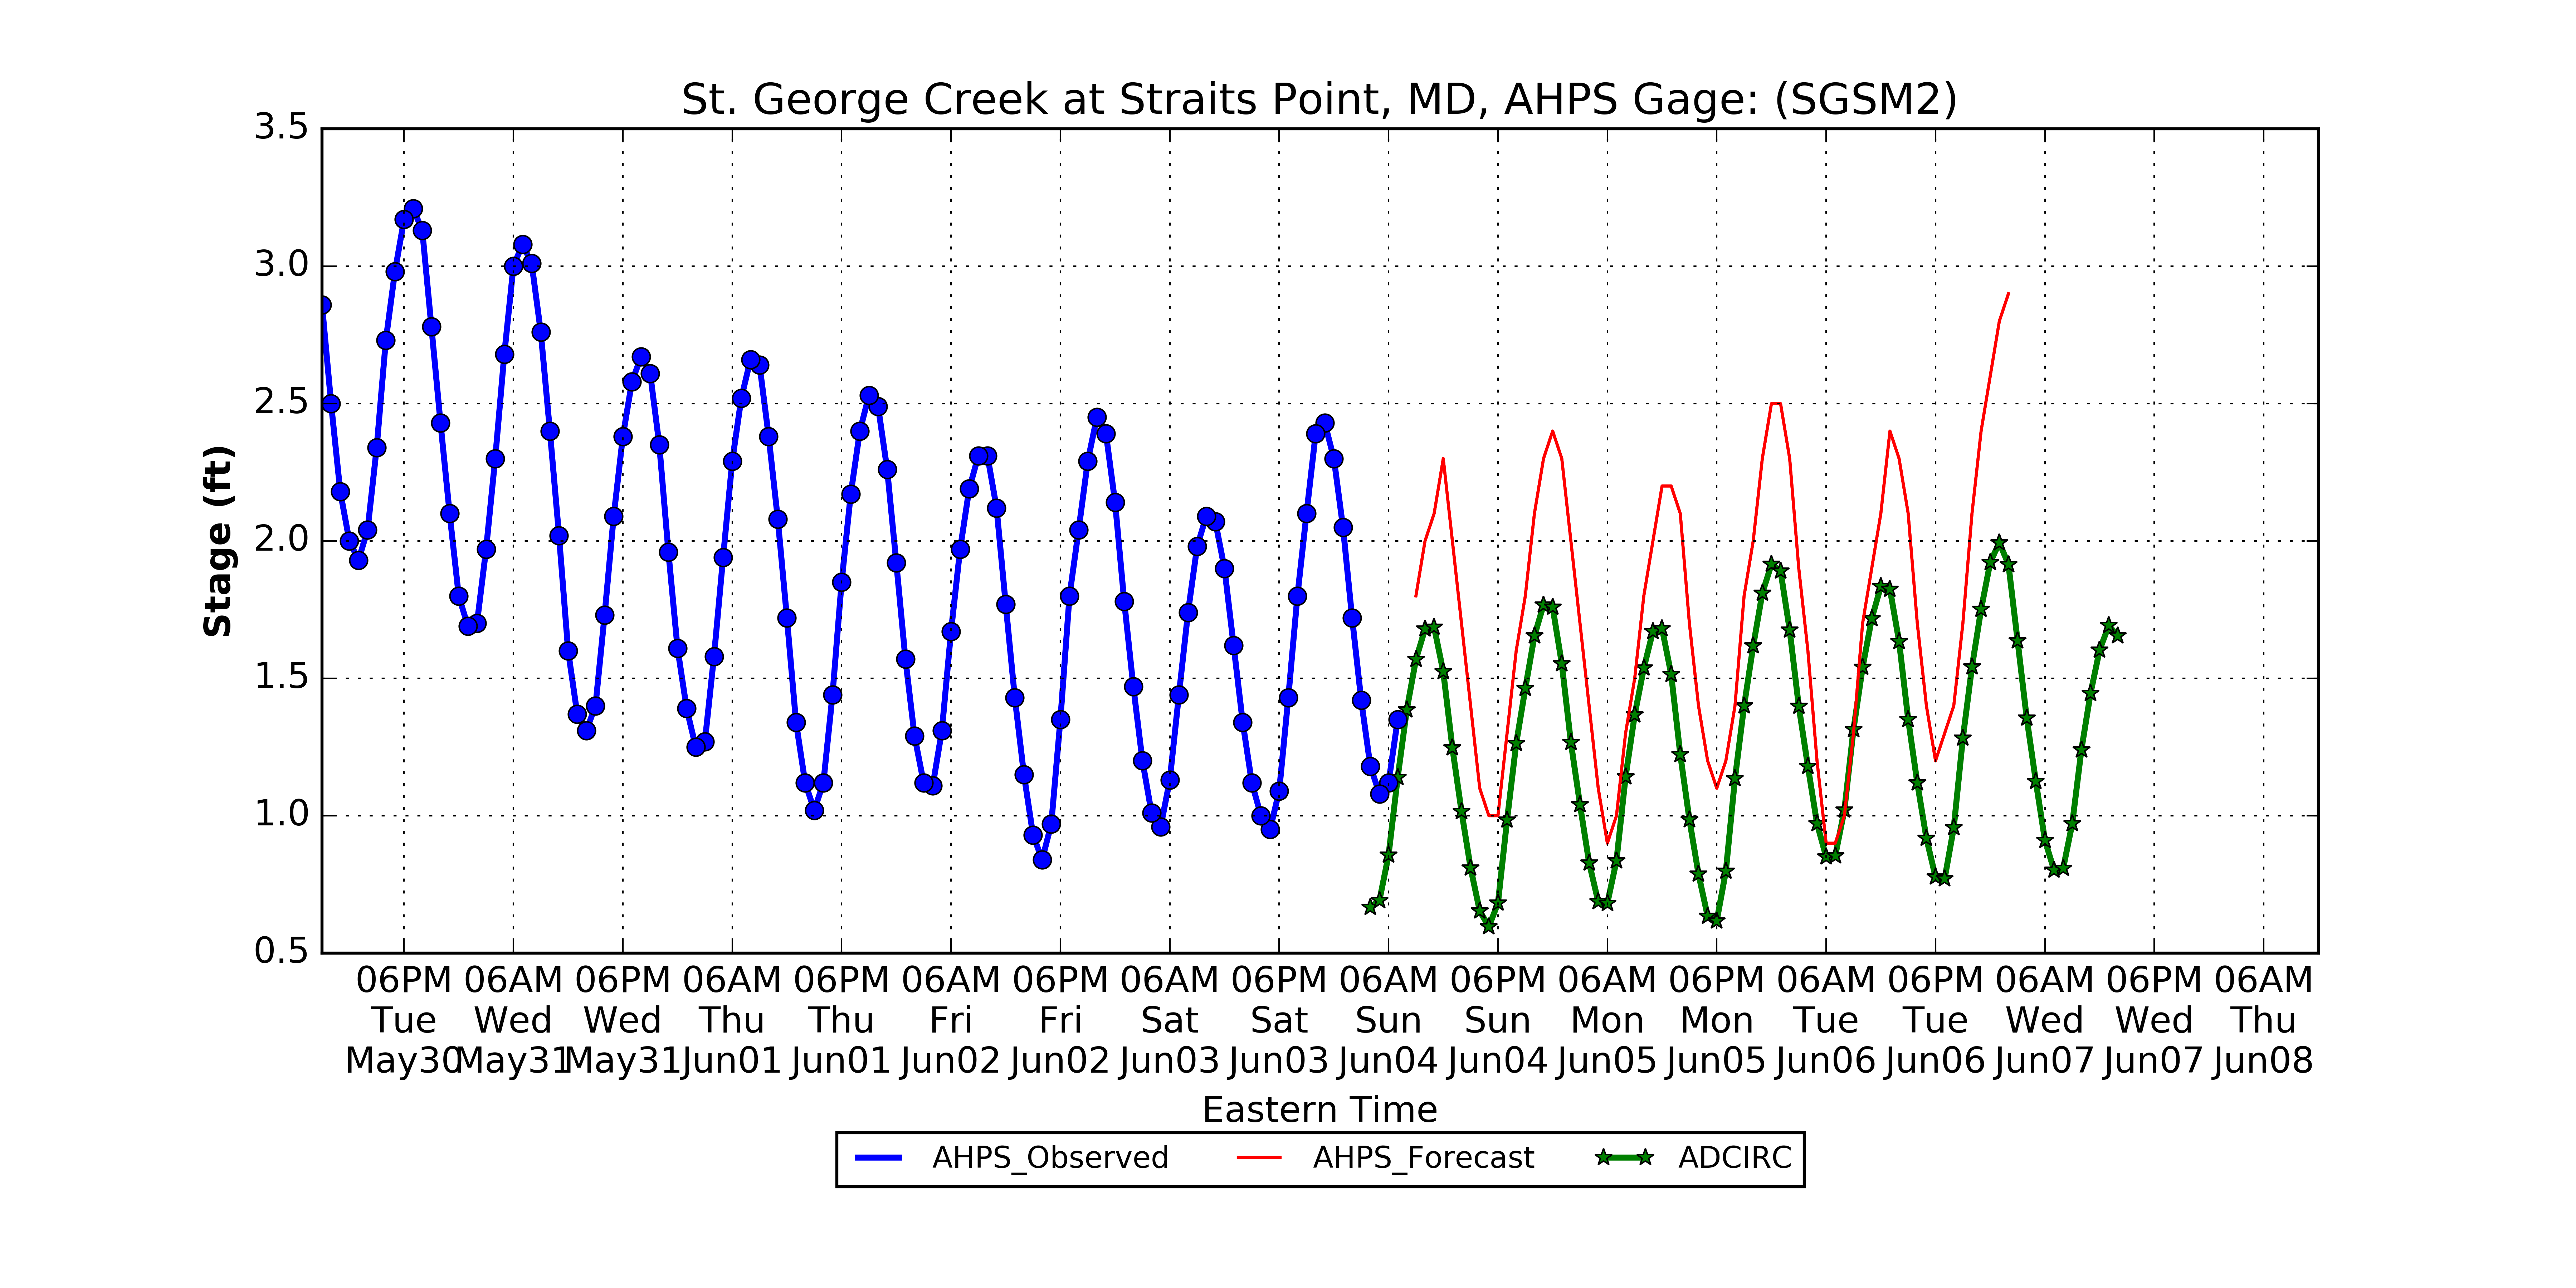 St. George Creek at Straits Point, MD, AHPS Gage: (SGSM2)
3.5
3.0
2.5
2.0
1.5
1.0
0.5
Stage (ft)
06PM 06AM 06PM 06AM 06PM 06AM 06PM 06AM 06PM 06AM 06PM 06AM 06PM 06AM 06PM 06AM 06PM 06AM
Tue Wed Wed Thu Thu Fri Fri Sat Sat Sun Sun Mon Mon Tue Tue Wed Wed Thu
May30 May31 May31 Jun01 Jun01 Jun02 Jun02 Jun03 Jun03 Jun04 Jun04 Jun05 Jun05 Jun06 Jun06 Jun07 Jun07 Jun08
Eastern Time
AHPS_Observed AHPS_Forecast ADCIRC